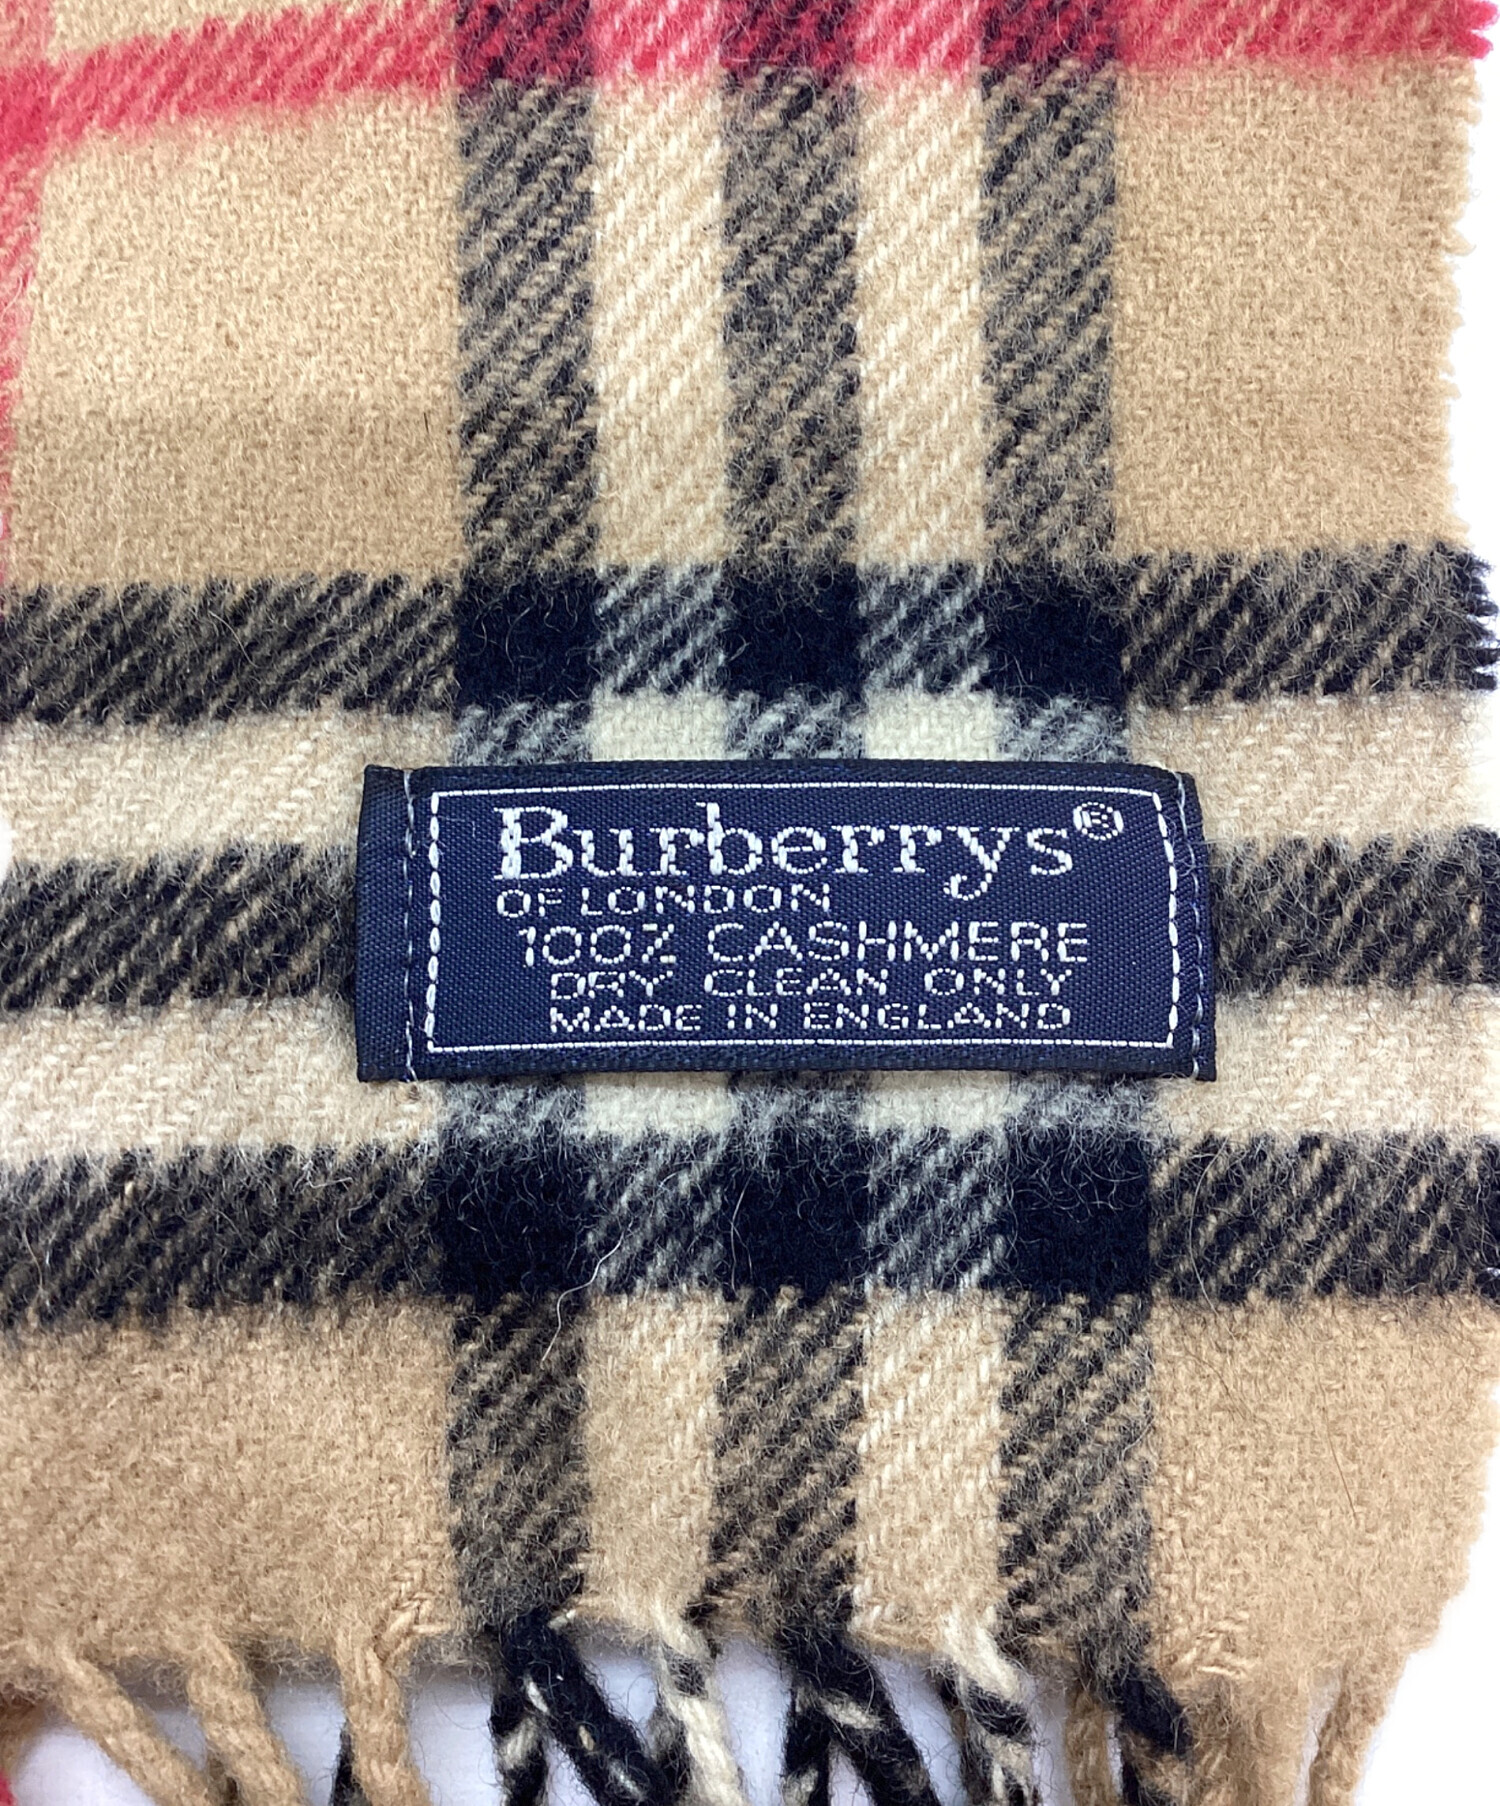 Burberrys®
OF LONDON
100% CASHMERE
DRY CLEAN ONLY
MADE IN ENGLAND